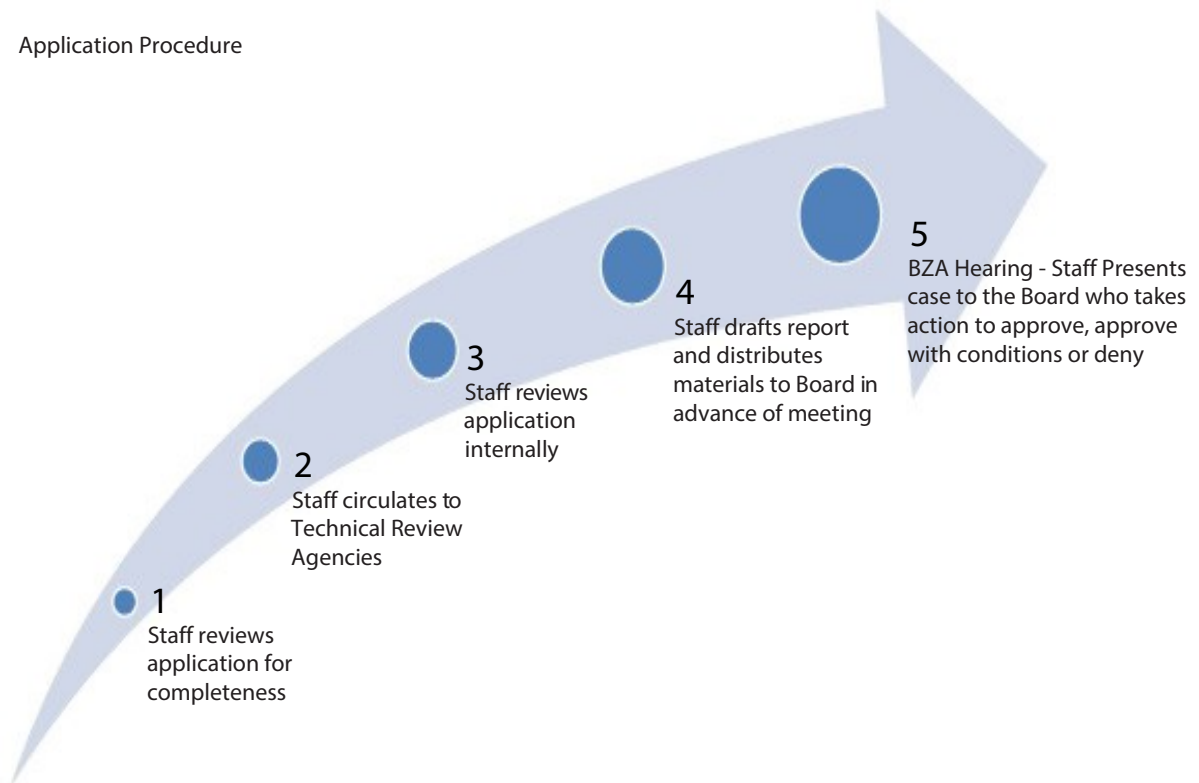 Application Procedure
1
Staff reviews
application for
completeness
2
Staff circulates to
Technical Review
Agencies
3
Staff reviews
application
internally
4
Staff drafts report
and distributes
materials to Board in
advance of meeting
5
BZA Hearing - Staff Presents
case to the Board who takes
action to approve, approve
with conditions or deny